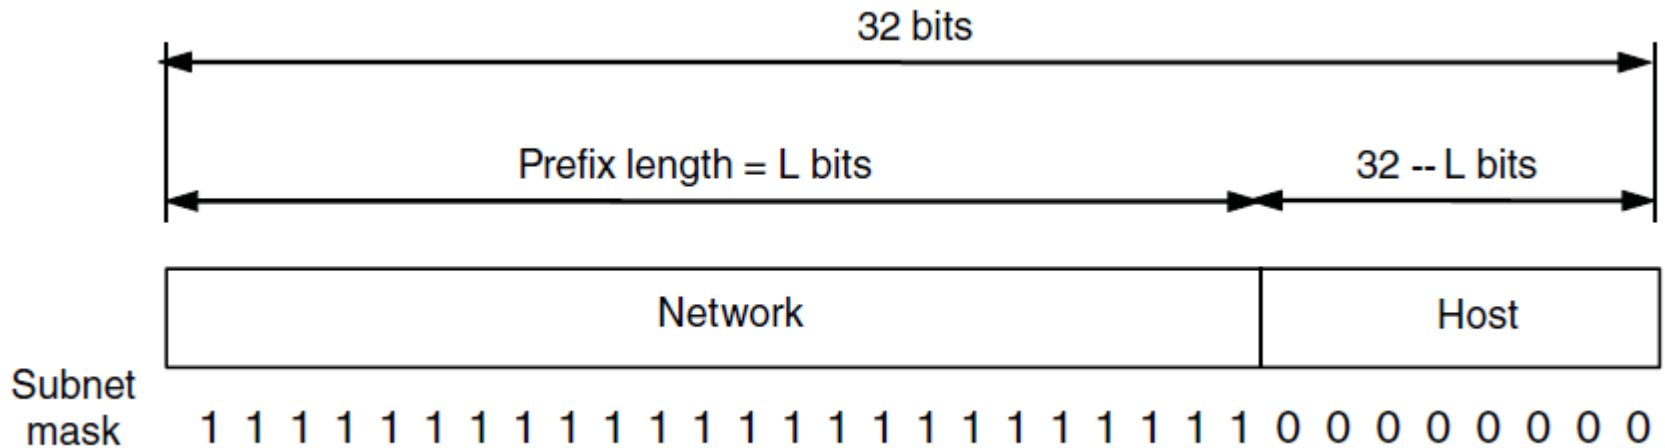 32 bits
Prefix length = L bits
32 -- L bits
Network
Host
Subnet
mask
1 1 1 1 1 1 1 1 1 1 1 1 1 1 1 1 1 1 1 1 1 1 1 1 0 0 0 0 0 0 0 0